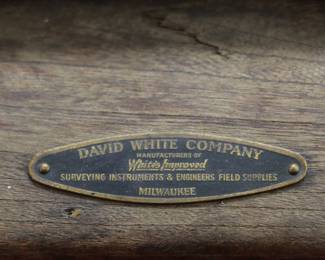 DAVID WHITE COMPANY
MANUFACTURERS OF
White's Improved
SURVEYING INSTRUMENTS & ENGINEERS FIELD SUPPLIES
MILWAUKEE